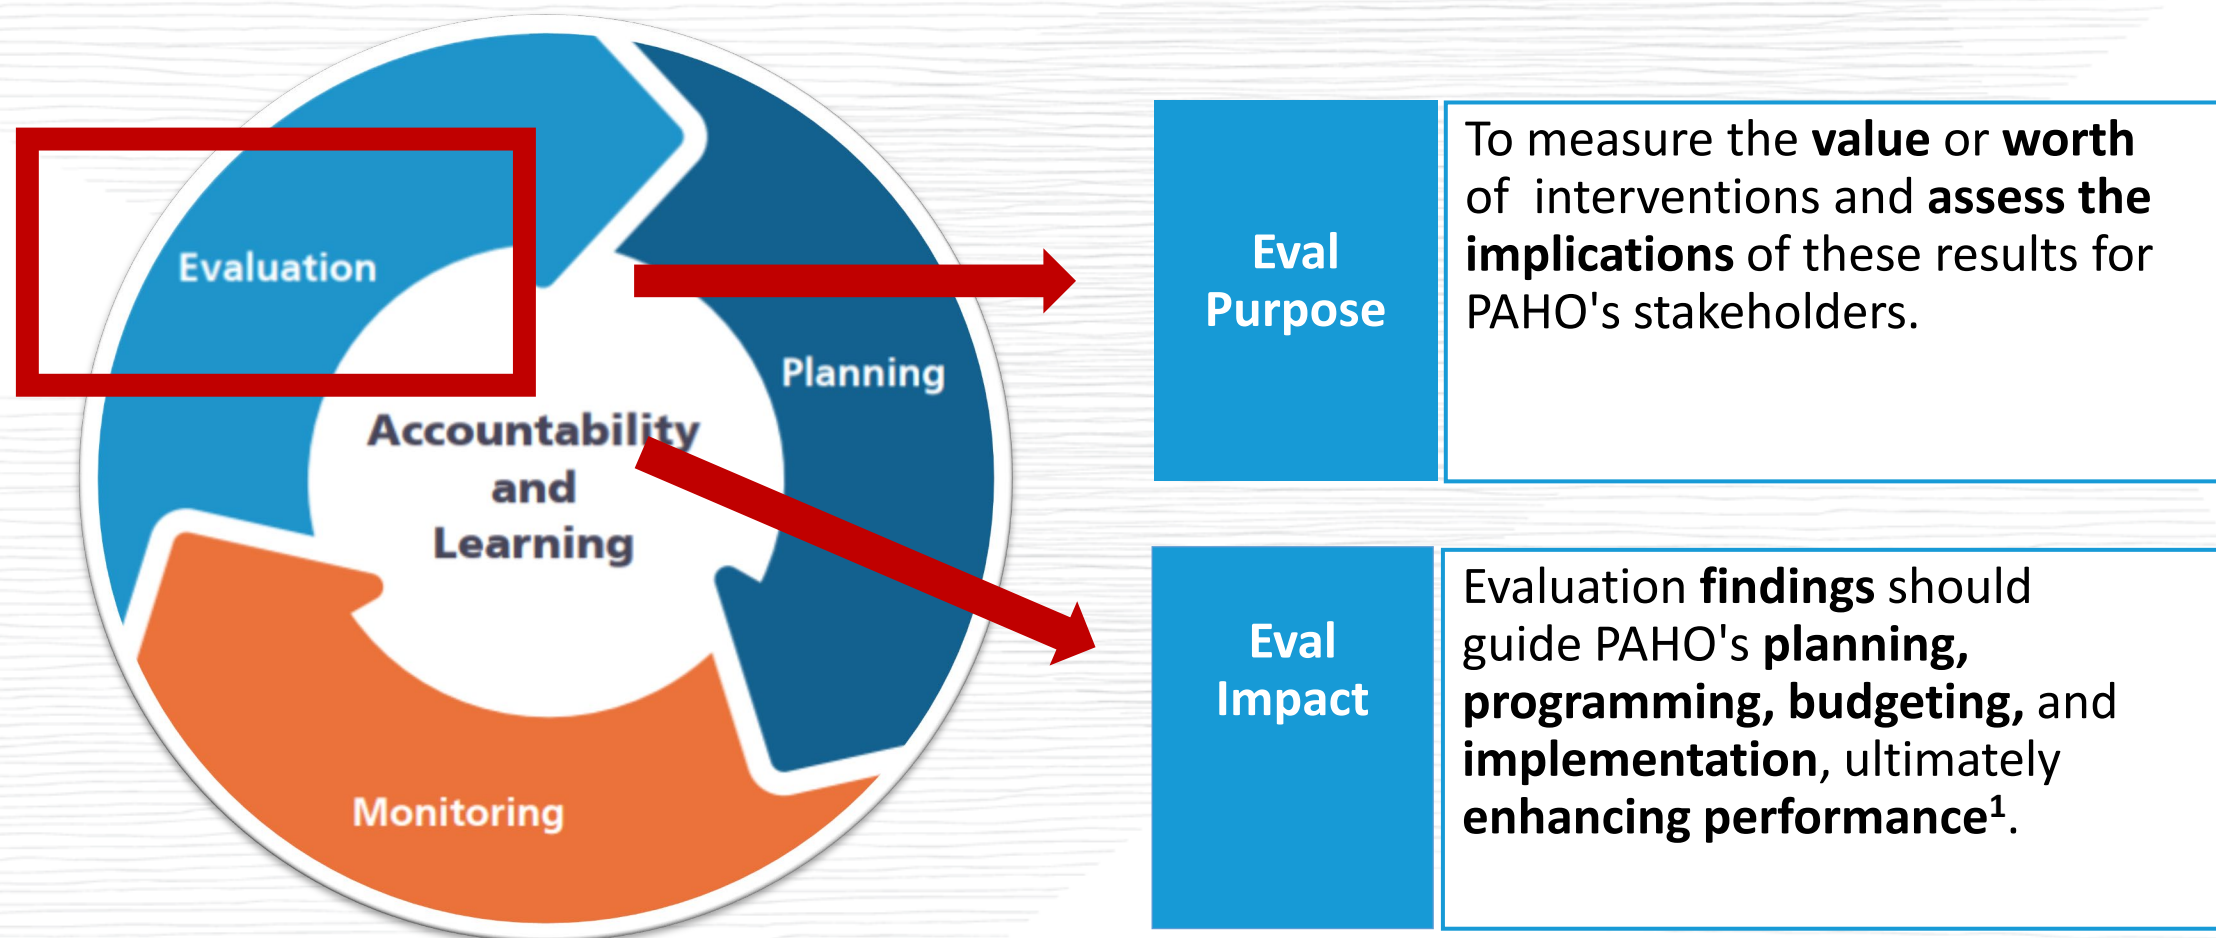 Evaluation
Planning
Accountability
and
Learning
Monitoring
Eval
Purpose
To measure the value or worth
of interventions and assess the
implications of these results for
PAHO's stakeholders.
Eval
Impact
Evaluation findings should
guide PAHO's planning,
programming, budgeting, and
implementation, ultimately
enhancing performance¹.